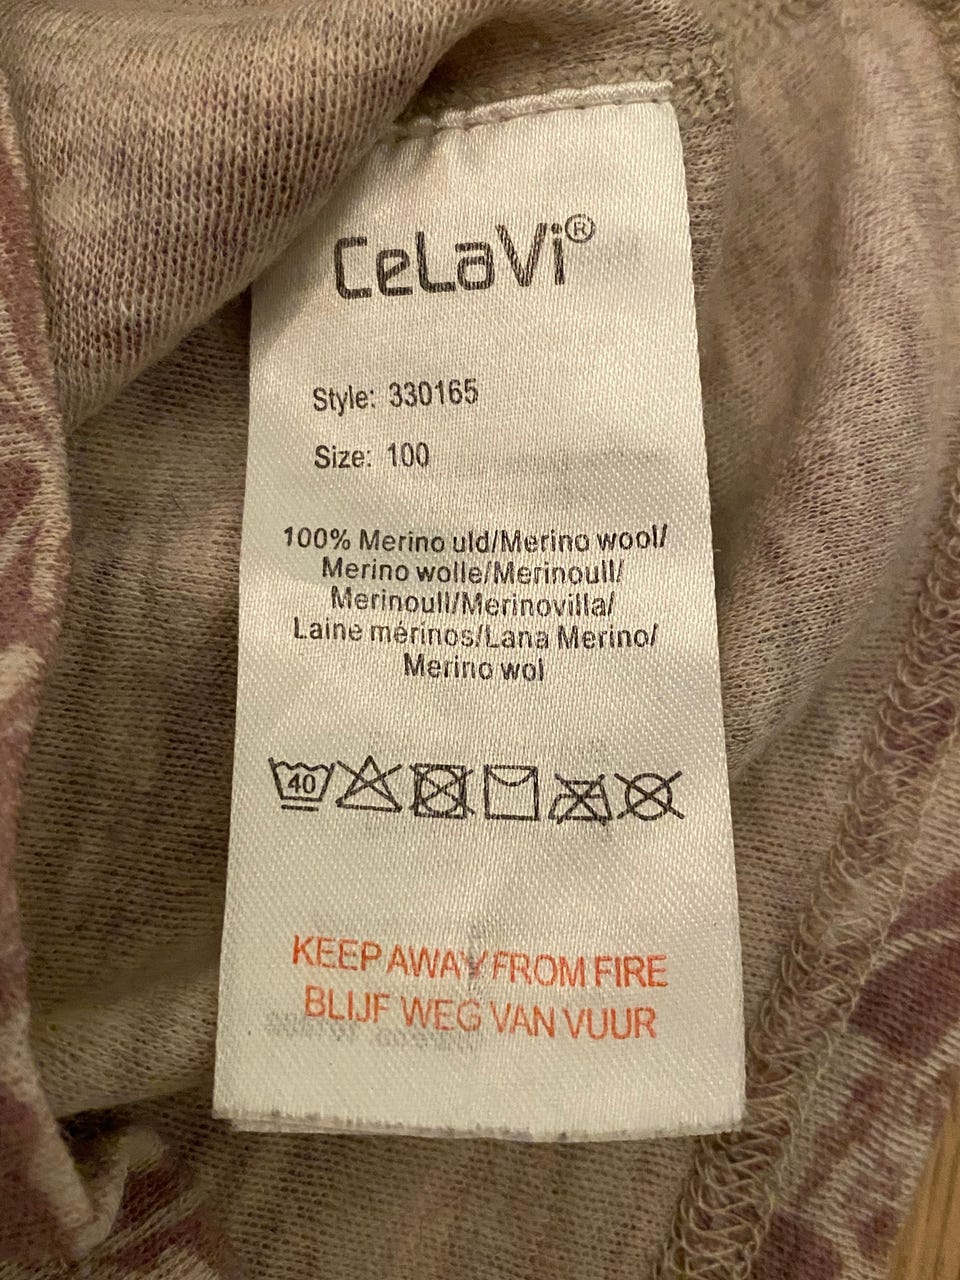 CeLaVi®
Style: 330165
Size: 100
100% Merino uld/Merino wool/
Merino wolle/Merinoull/
Merinoull/Merinovilla/
Laine mérinos/Lana Merino/
Merino wol
40
KEEP AWAY FROM FIRE
BLIJF WEG VAN VUUR